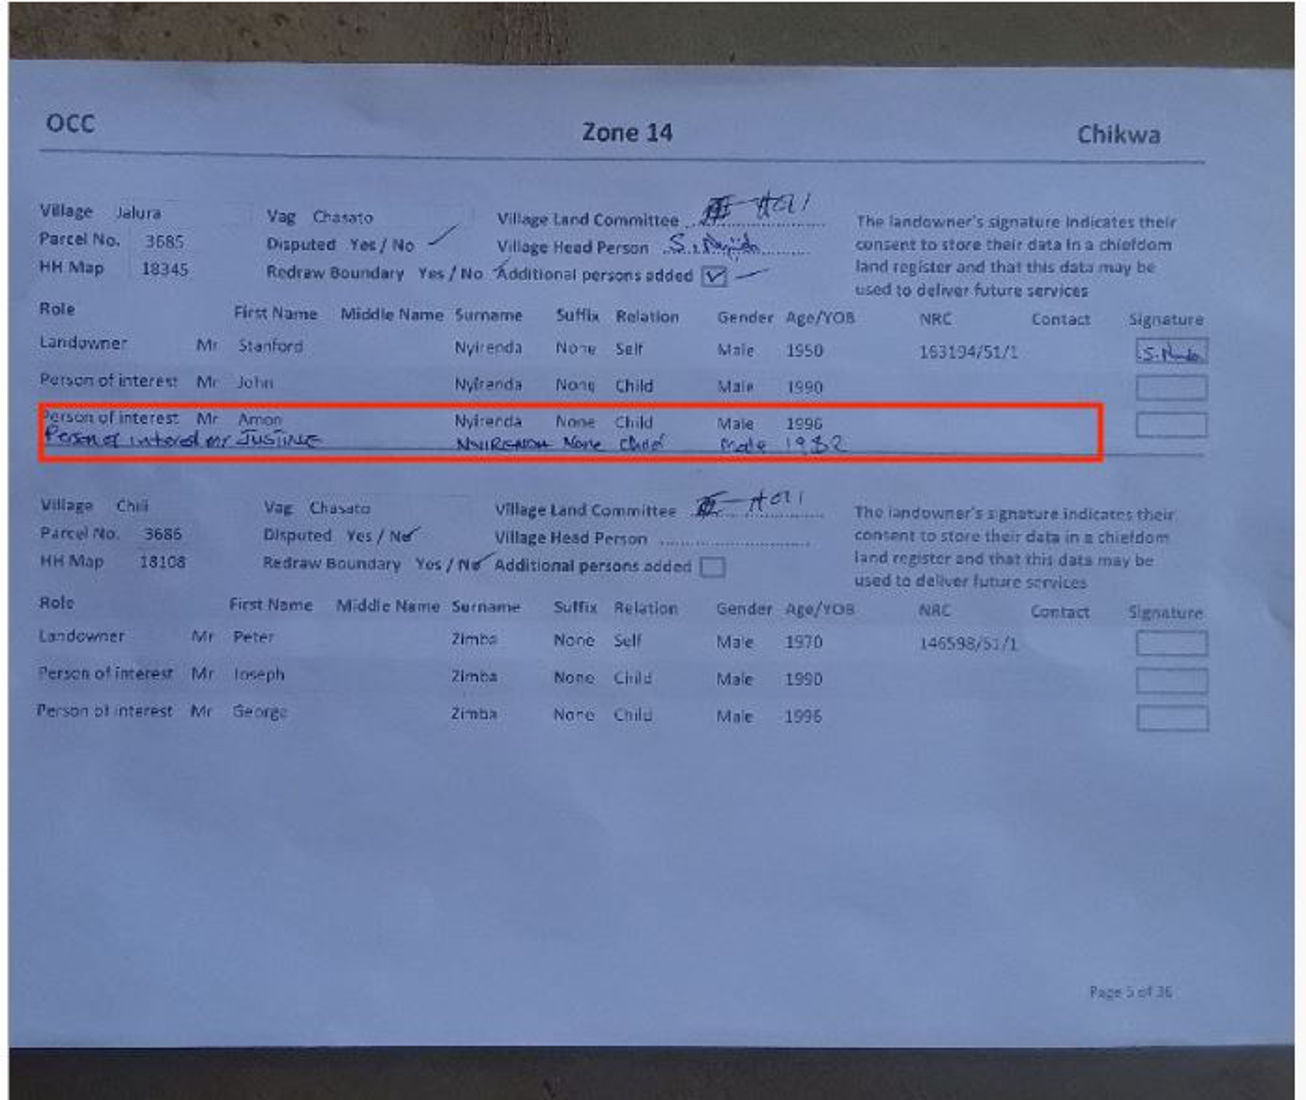 OCC Zone 14 Chikwa
Village Jalura Vag Chasato Village Land Committee The landowner's signature indicates their
Parcel No. 3685 Disputed Yes / No Village Head Person consent to store their data in a chiefdom
HH Map 18345 Redraw Boundary Yes / No Additional persons added land register and that this data may be
used to deliver future services
Role First Name Middle Name Surname Suffix Relation Gender Age/YOB NRC Contact Signature
Landowner Mr Stanford Nyirenda None Self Male 1950 163194/51/1
Person of interest Mr John Nyirenda None Child Male 1990
Person of interest Mr Amon Nyirenda None Child Male 1996
Person of interest mr JUSTINE NYIRENDA None Child Male 1982
Village Chili Vag Chasato Village Land Committee The landowner's signature indicates their
Parcel No. 3686 Disputed Yes / No Village Head Person consent to store their data in a chiefdom
HH Map 18108 Redraw Boundary Yes / No Additional persons added land register and that this data may be
used to deliver future services
Role First Name Middle Name Surname Suffix Relation Gender Age/YOB NRC Contact Signature
Landowner Mr Peter Zimba None Self Male 1970 146598/51/1
Person of interest Mr Joseph Zimba None Child Male 1990
Person of interest Mr George Zimba None Child Male 1996
Page 5 of 36